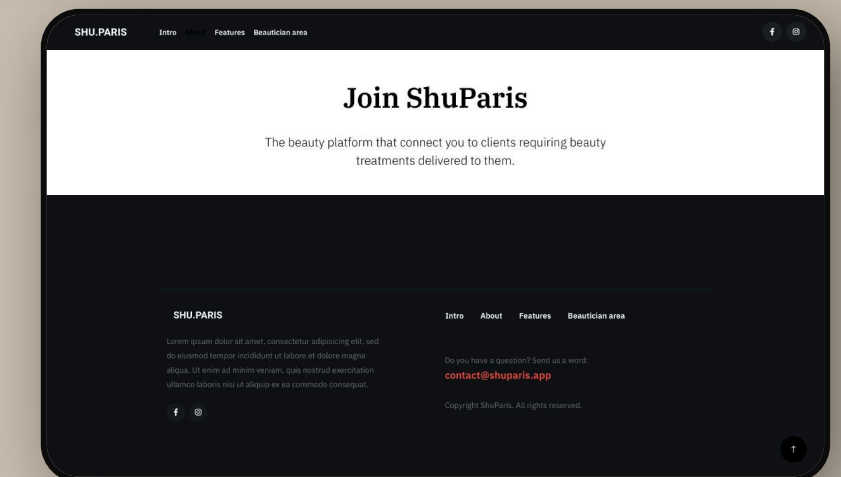 SHU.PARIS
Intro About Features Beautician area
Join ShuParis
The beauty platform that connect you to clients requiring beauty
treatments delivered to them.
SHU.PARIS
Lorem ipsum dolor sit amet, consectetur adipisicing elit, sed
do eiusmod tempor incididunt ut labore et dolore magna
aliqua. Ut enim ad minim veniam, quis nostrud exercitation
ullamco laboris nisi ut aliquip ex ea commodo consequat.
Intro About Features Beautician area
Do you have a question? Send us a word:
contact@shuparis.app
Copyright ShuParis. All rights reserved.